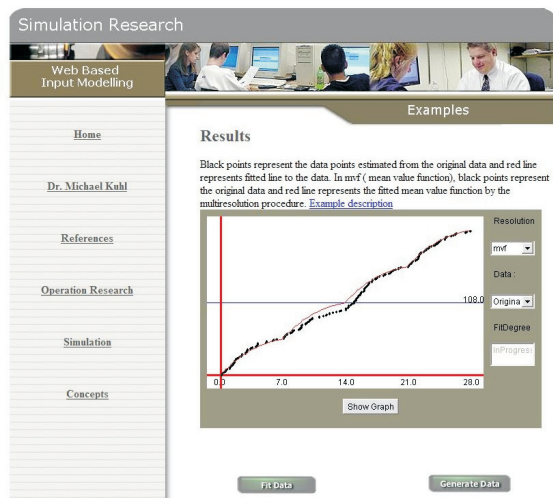 Simulation Research
Web Based
Input Modelling
Examples
Home
Dr. Michael Kuhl
References
Operation Research
Simulation
Concepts
Results
Black points represent the data points estimated from the original data and red line
represents fitted line to the data. In mvf ( mean value function), black points represent
the original data and red line represents the fitted mean value function by the
multiresolution procedure. Example description
Resolution
mvf
Data :
108.0
Origina
FitDegree
inProgres
7.0 14.0 21.0 28.0
Show Graph
Fit Data
Generate Data